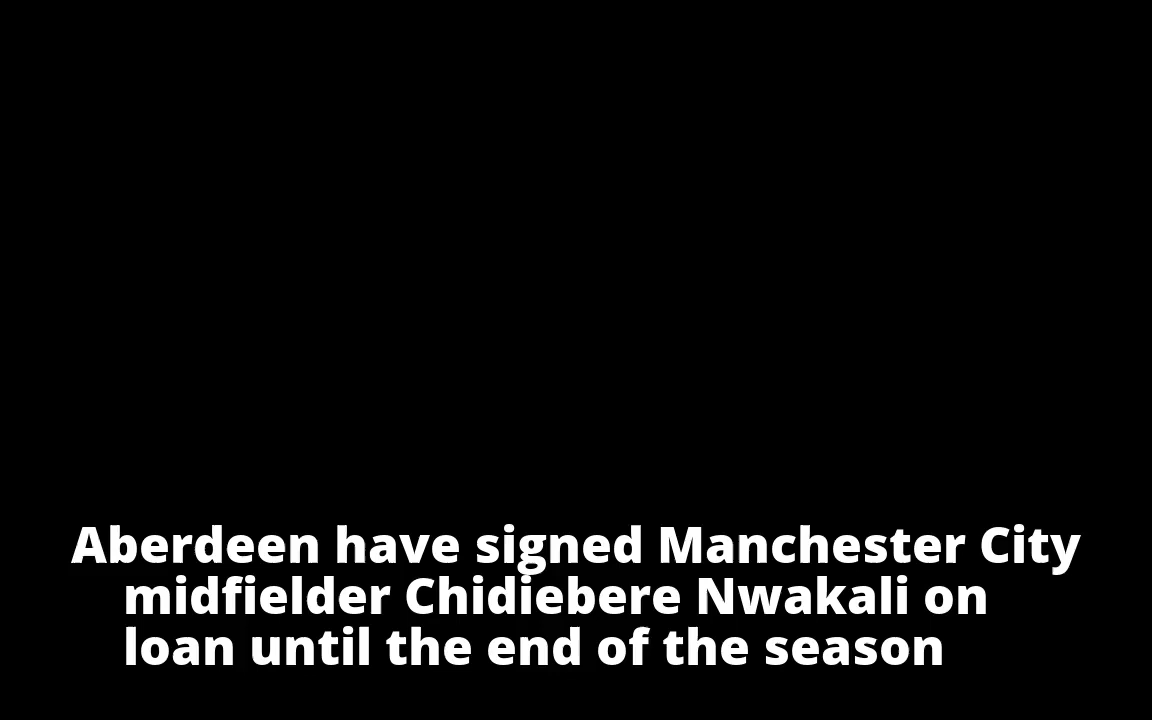 Aberdeen have signed Manchester City
midfielder Chidiebere Nwakali on
loan until the end of the season